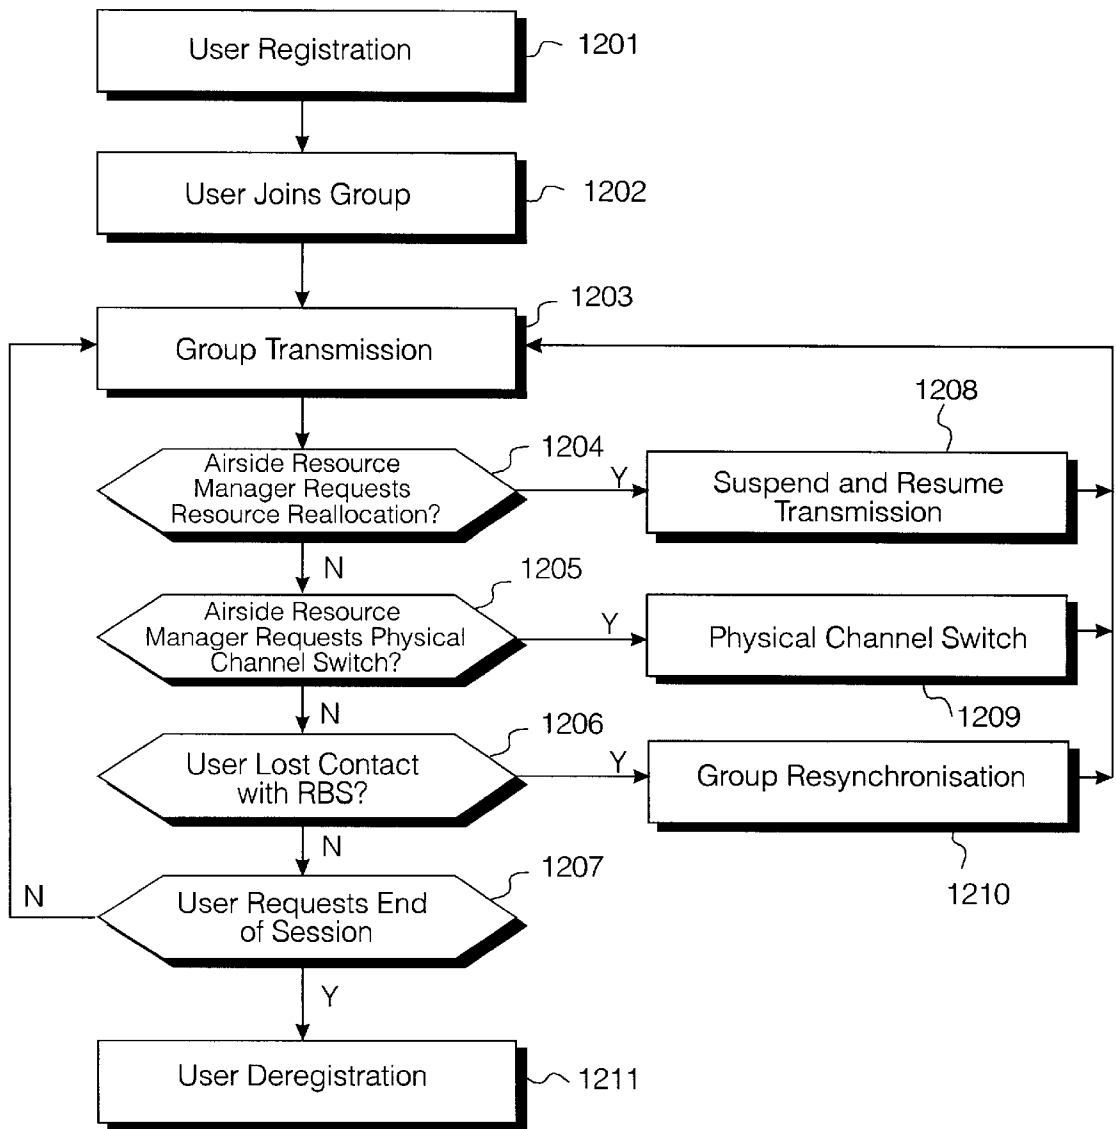 User Registration
1201
User Joins Group
1202
1203
Group Transmission
1208
1204
Airside Resource
Manager Requests
Resource Reallocation?
Y
Suspend and Resume
Transmission
N
1205
Airside Resource
Manager Requests Physical
Channel Switch?
Y
Physical Channel Switch
1209
N
1206
User Lost Contact
with RBS?
Y
Group Resynchronisation
1210
N
1207
N
User Requests End
of Session
Y
User Deregistration
1211